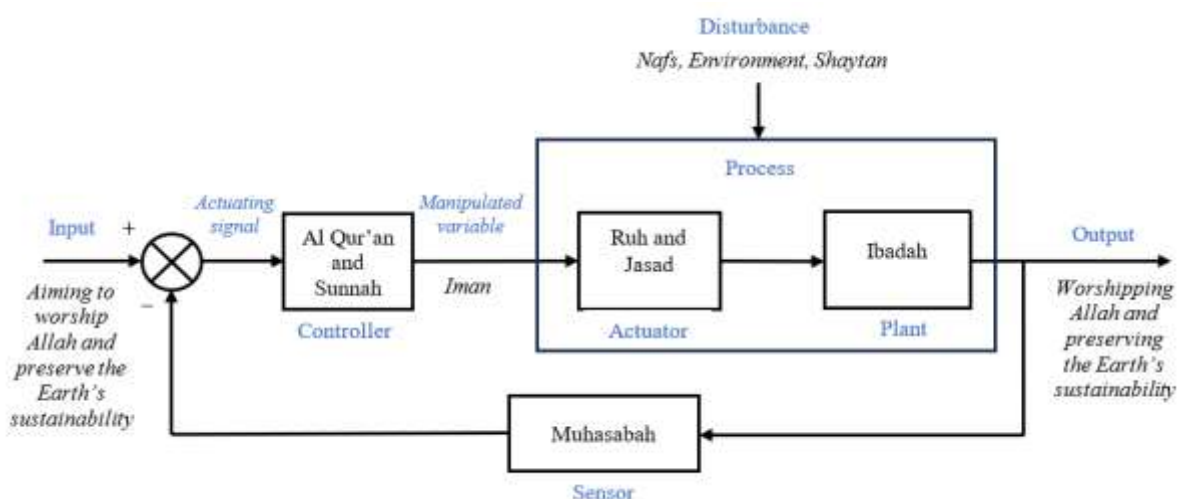 Disturbance
Nafs, Environment, Shaytan
Process
Input
+
Actuating
signal
Al Qur’an
and
Sunnah
Controller
Manipulated
variable
Iman
Ruh and
Jasad
Actuator
Ibadah
Plant
Output
−
Aiming to
worship
Allah and
preserve the
Earth’s
sustainability
Worshipping
Allah and
preserving
the Earth’s
sustainability
Muhasabah
Sensor